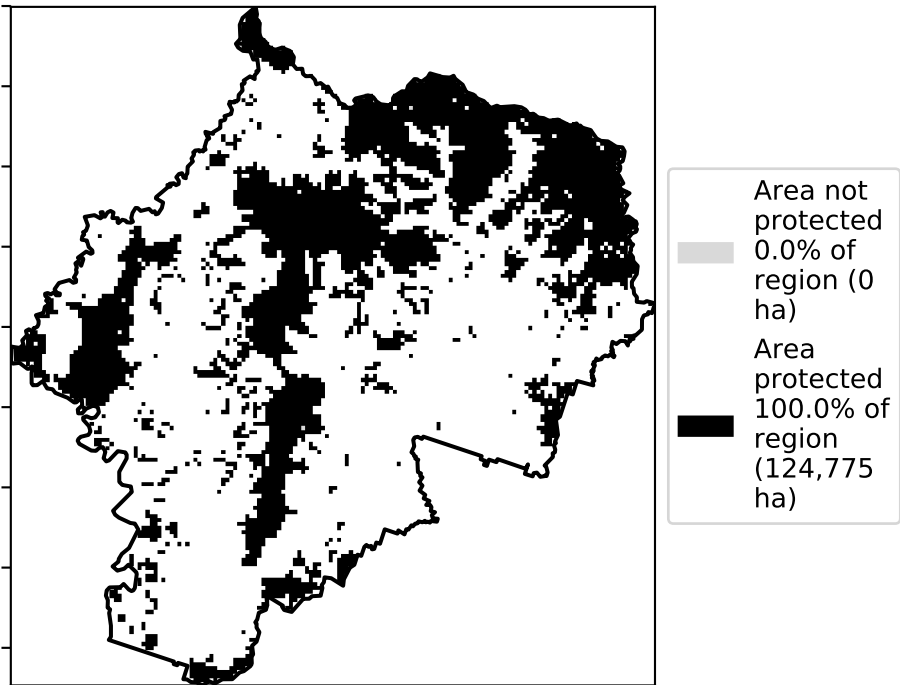 Area not
protected
0.0% of
region (0
ha)
Area
protected
100.0% of
region
(124,775
ha)